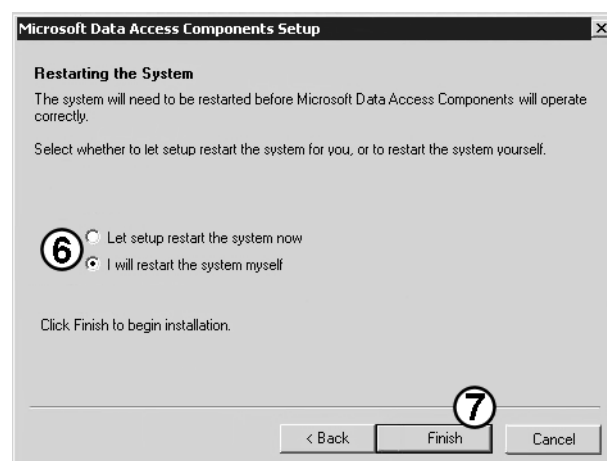 Microsoft Data Access Components Setup
Restarting the System
The system will need to be restarted before Microsoft Data Access Components will operate
correctly.
Select whether to let setup restart the system for you, or to restart the system yourself.
6
Let setup restart the system now
I will restart the system myself
Click Finish to begin installation.
7
< Back
Finish
Cancel